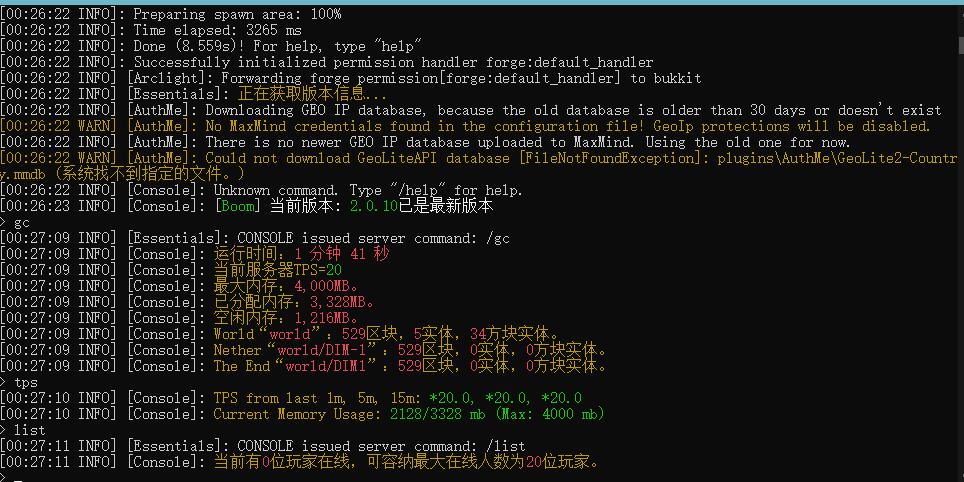 [00:26:22 INFO]: Preparing spawn area: 100%
[00:26:22 INFO]: Time elapsed: 3265 ms
[00:26:22 INFO]: Done (8.559s)! For help, type "help"
[00:26:22 INFO]: Successfully initialized permission handler forge:default_handler
[00:26:22 INFO]: [Arclight]: Forwarding forge permission[forge:default_handler] to bukkit
[00:26:22 INFO] [Essentials]: 正在获取版本信息...
[00:26:22 INFO] [AuthMe]: Downloading GEO IP database, because the old database is older than 30 days or doesn't exist
[00:26:22 WARN] [AuthMe]: No MaxMind credentials found in the configuration file! GeoIp protections will be disabled.
[00:26:22 INFO] [AuthMe]: There is no newer GEO IP database uploaded to MaxMind. Using the old one for now.
[00:26:22 WARN] [AuthMe]: Could not download GeoLiteAPI database [FileNotFoundException]: plugins\AuthMe\GeoLite2-Countr
y.mmdb (系统找不到指定的文件。)
[00:26:22 INFO] [Console]: Unknown command. Type "/help" for help.
[00:26:23 INFO] [Console]: [Boom] 当前版本: 2.0.10已是最新版本
> gc
[00:27:09 INFO] [Essentials]: CONSOLE issued server command: /gc
[00:27:09 INFO] [Console]: 运行时间：1 分钟 41 秒
[00:27:09 INFO] [Console]: 当前服务器TPS=20
[00:27:09 INFO] [Console]: 最大内存：4,000MB。
[00:27:09 INFO] [Console]: 已分配内存：3,328MB。
[00:27:09 INFO] [Console]: 空闲内存：1,216MB。
[00:27:09 INFO] [Console]: World“world”：529区块，5实体，34方块实体。
[00:27:09 INFO] [Console]: Nether“world/DIM-1”：529区块，0实体，0方块实体。
[00:27:09 INFO] [Console]: The End“world/DIM1”：529区块，0实体，0方块实体。
> tps
[00:27:10 INFO] [Console]: TPS from last 1m, 5m, 15m: *20.0, *20.0, *20.0
[00:27:10 INFO] [Console]: Current Memory Usage: 2128/3328 mb (Max: 4000 mb)
> list
[00:27:11 INFO] [Essentials]: CONSOLE issued server command: /list
[00:27:11 INFO] [Console]: 当前有0位玩家在线，可容纳最大在线人数为20位玩家。
>